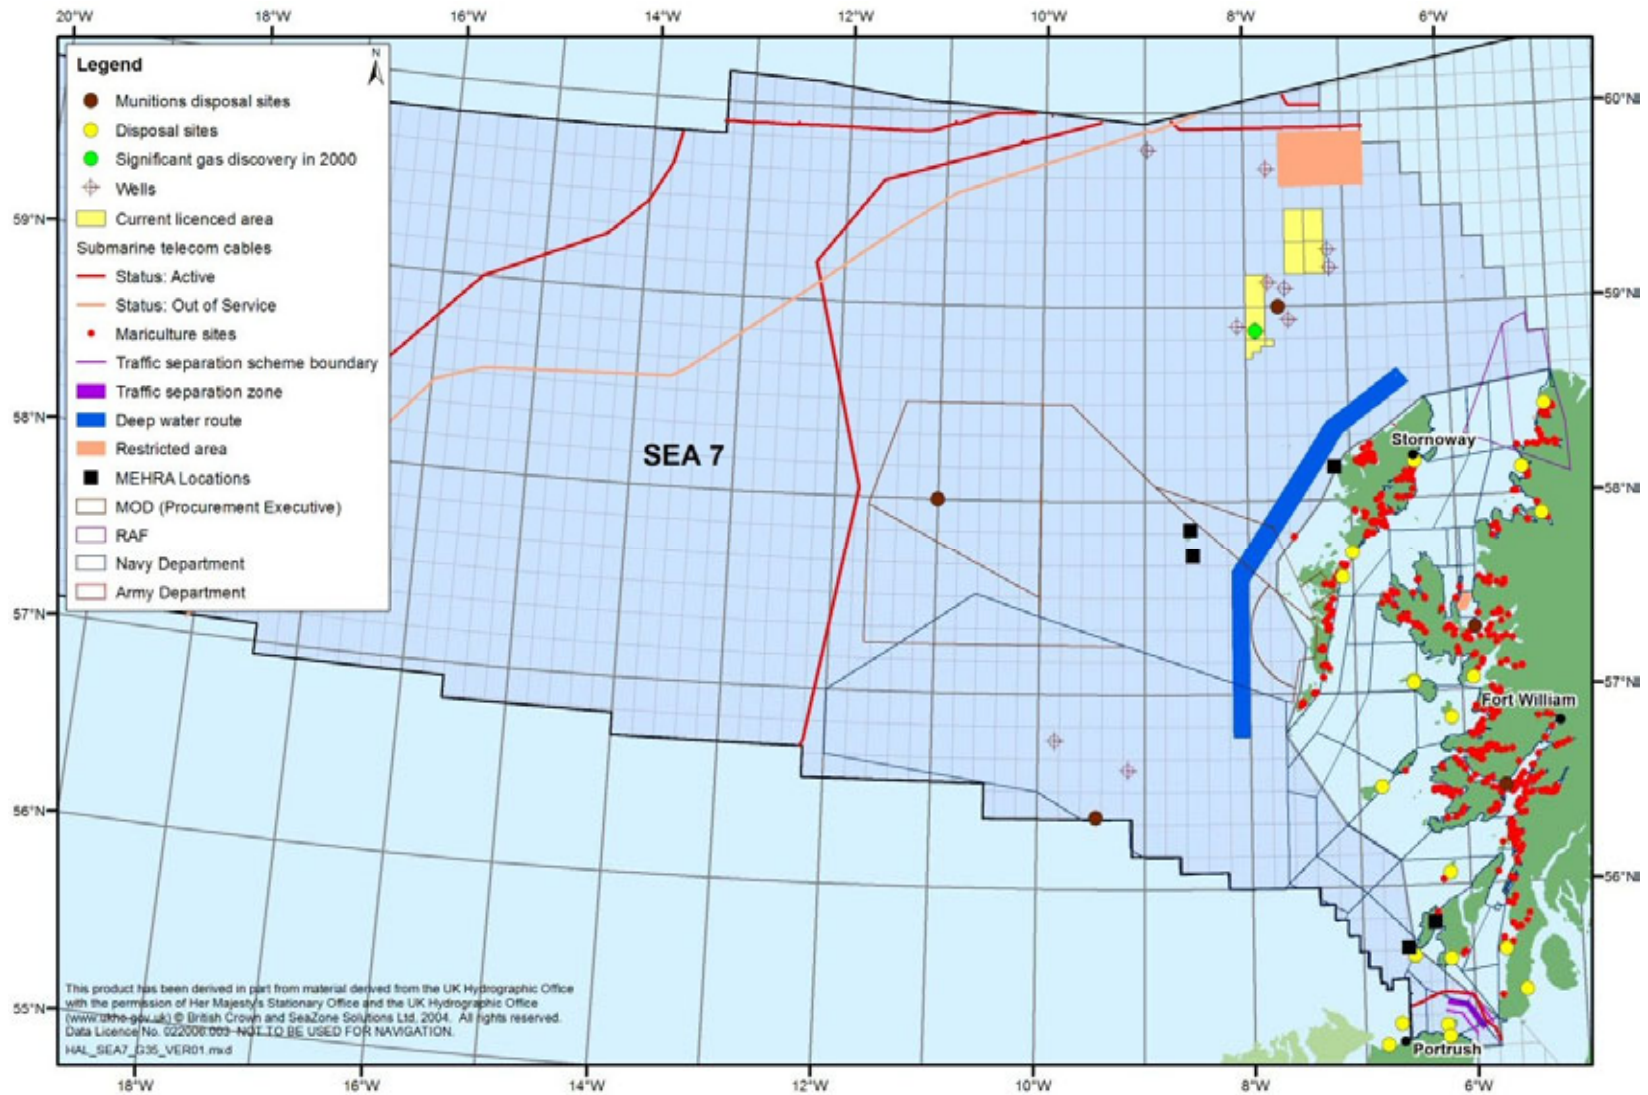 20°W 18°W 16°W 14°W 12°W 10°W 8°W 6°W
Legend
N
Munitions disposal sites
Disposal sites
Significant gas discovery in 2000
Wells
Current licenced area
Submarine telecom cables
Status: Active
Status: Out of Service
Mariculture sites
Traffic separation scheme boundary
Traffic separation zone
Deep water route
Restricted area
MEHRA Locations
MOD (Procurement Executive)
RAF
Navy Department
Army Department
59°N
58°N
57°N
56°N
55°N
60°N
59°N
58°N
57°N
56°N
SEA 7
Stornoway
Fort William
Portrush
This product has been derived in part from material derived from the UK Hydrographic Office
with the permission of Her Majesty's Stationary Office and the UK Hydrographic Office
(www.ukho.gov.uk) © British Crown and SeaZone Solutions Ltd, 2004. All rights reserved.
Data Licence No. 022006.003 NOT TO BE USED FOR NAVIGATION.
HAL_SEA7_G35_VER01.mxd
18°W 16°W 14°W 12°W 10°W 8°W 6°W